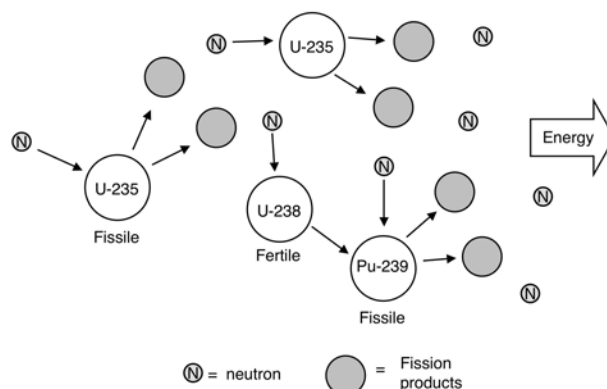 N
U-235
N
N
N
Energy
N
N
U-235
U-238
N
Fissile
Fertile
Pu-239
N
Fissile
N = neutron
= Fission
products